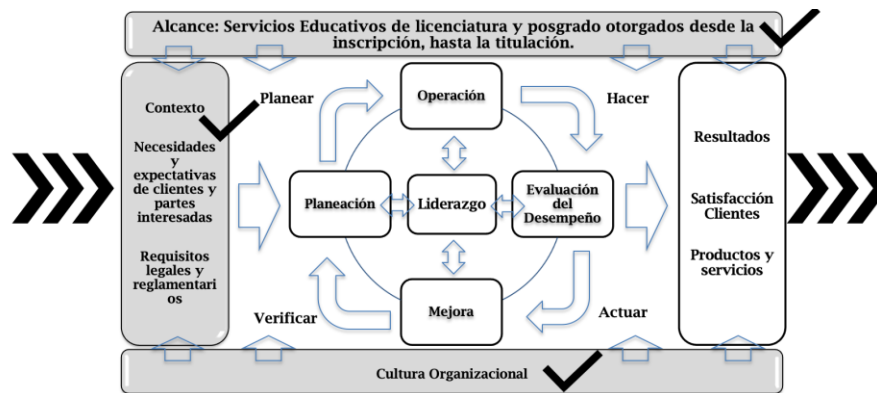 Alcance: Servicios Educativos de licenciatura y posgrado otorgados desde la
inscripción, hasta la titulación.
Contexto
Necesidades
y
expectativas
de clientes y
partes
interesadas
Requisitos
legales y
reglamentari
os
Planear
Operación
Hacer
Planeación
Liderazgo
Evaluación
del
Desempeño
Verificar
Mejora
Actuar
Resultados
Satisfacción
Clientes
Productos y
servicios
Cultura Organizacional